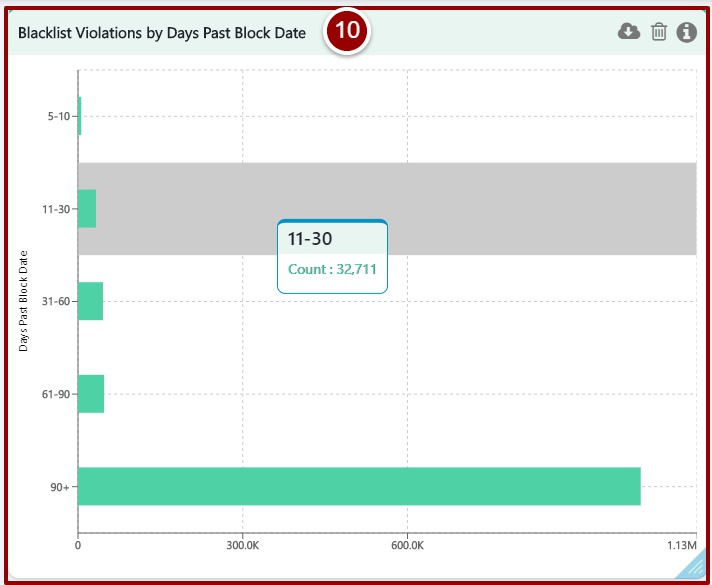 Blacklist Violations by Days Past Block Date
10
Days Past Block Date
5-10
11-30
31-60
61-90
90+
11-30
Count : 32,711
0
300.0K
600.0K
1.13M